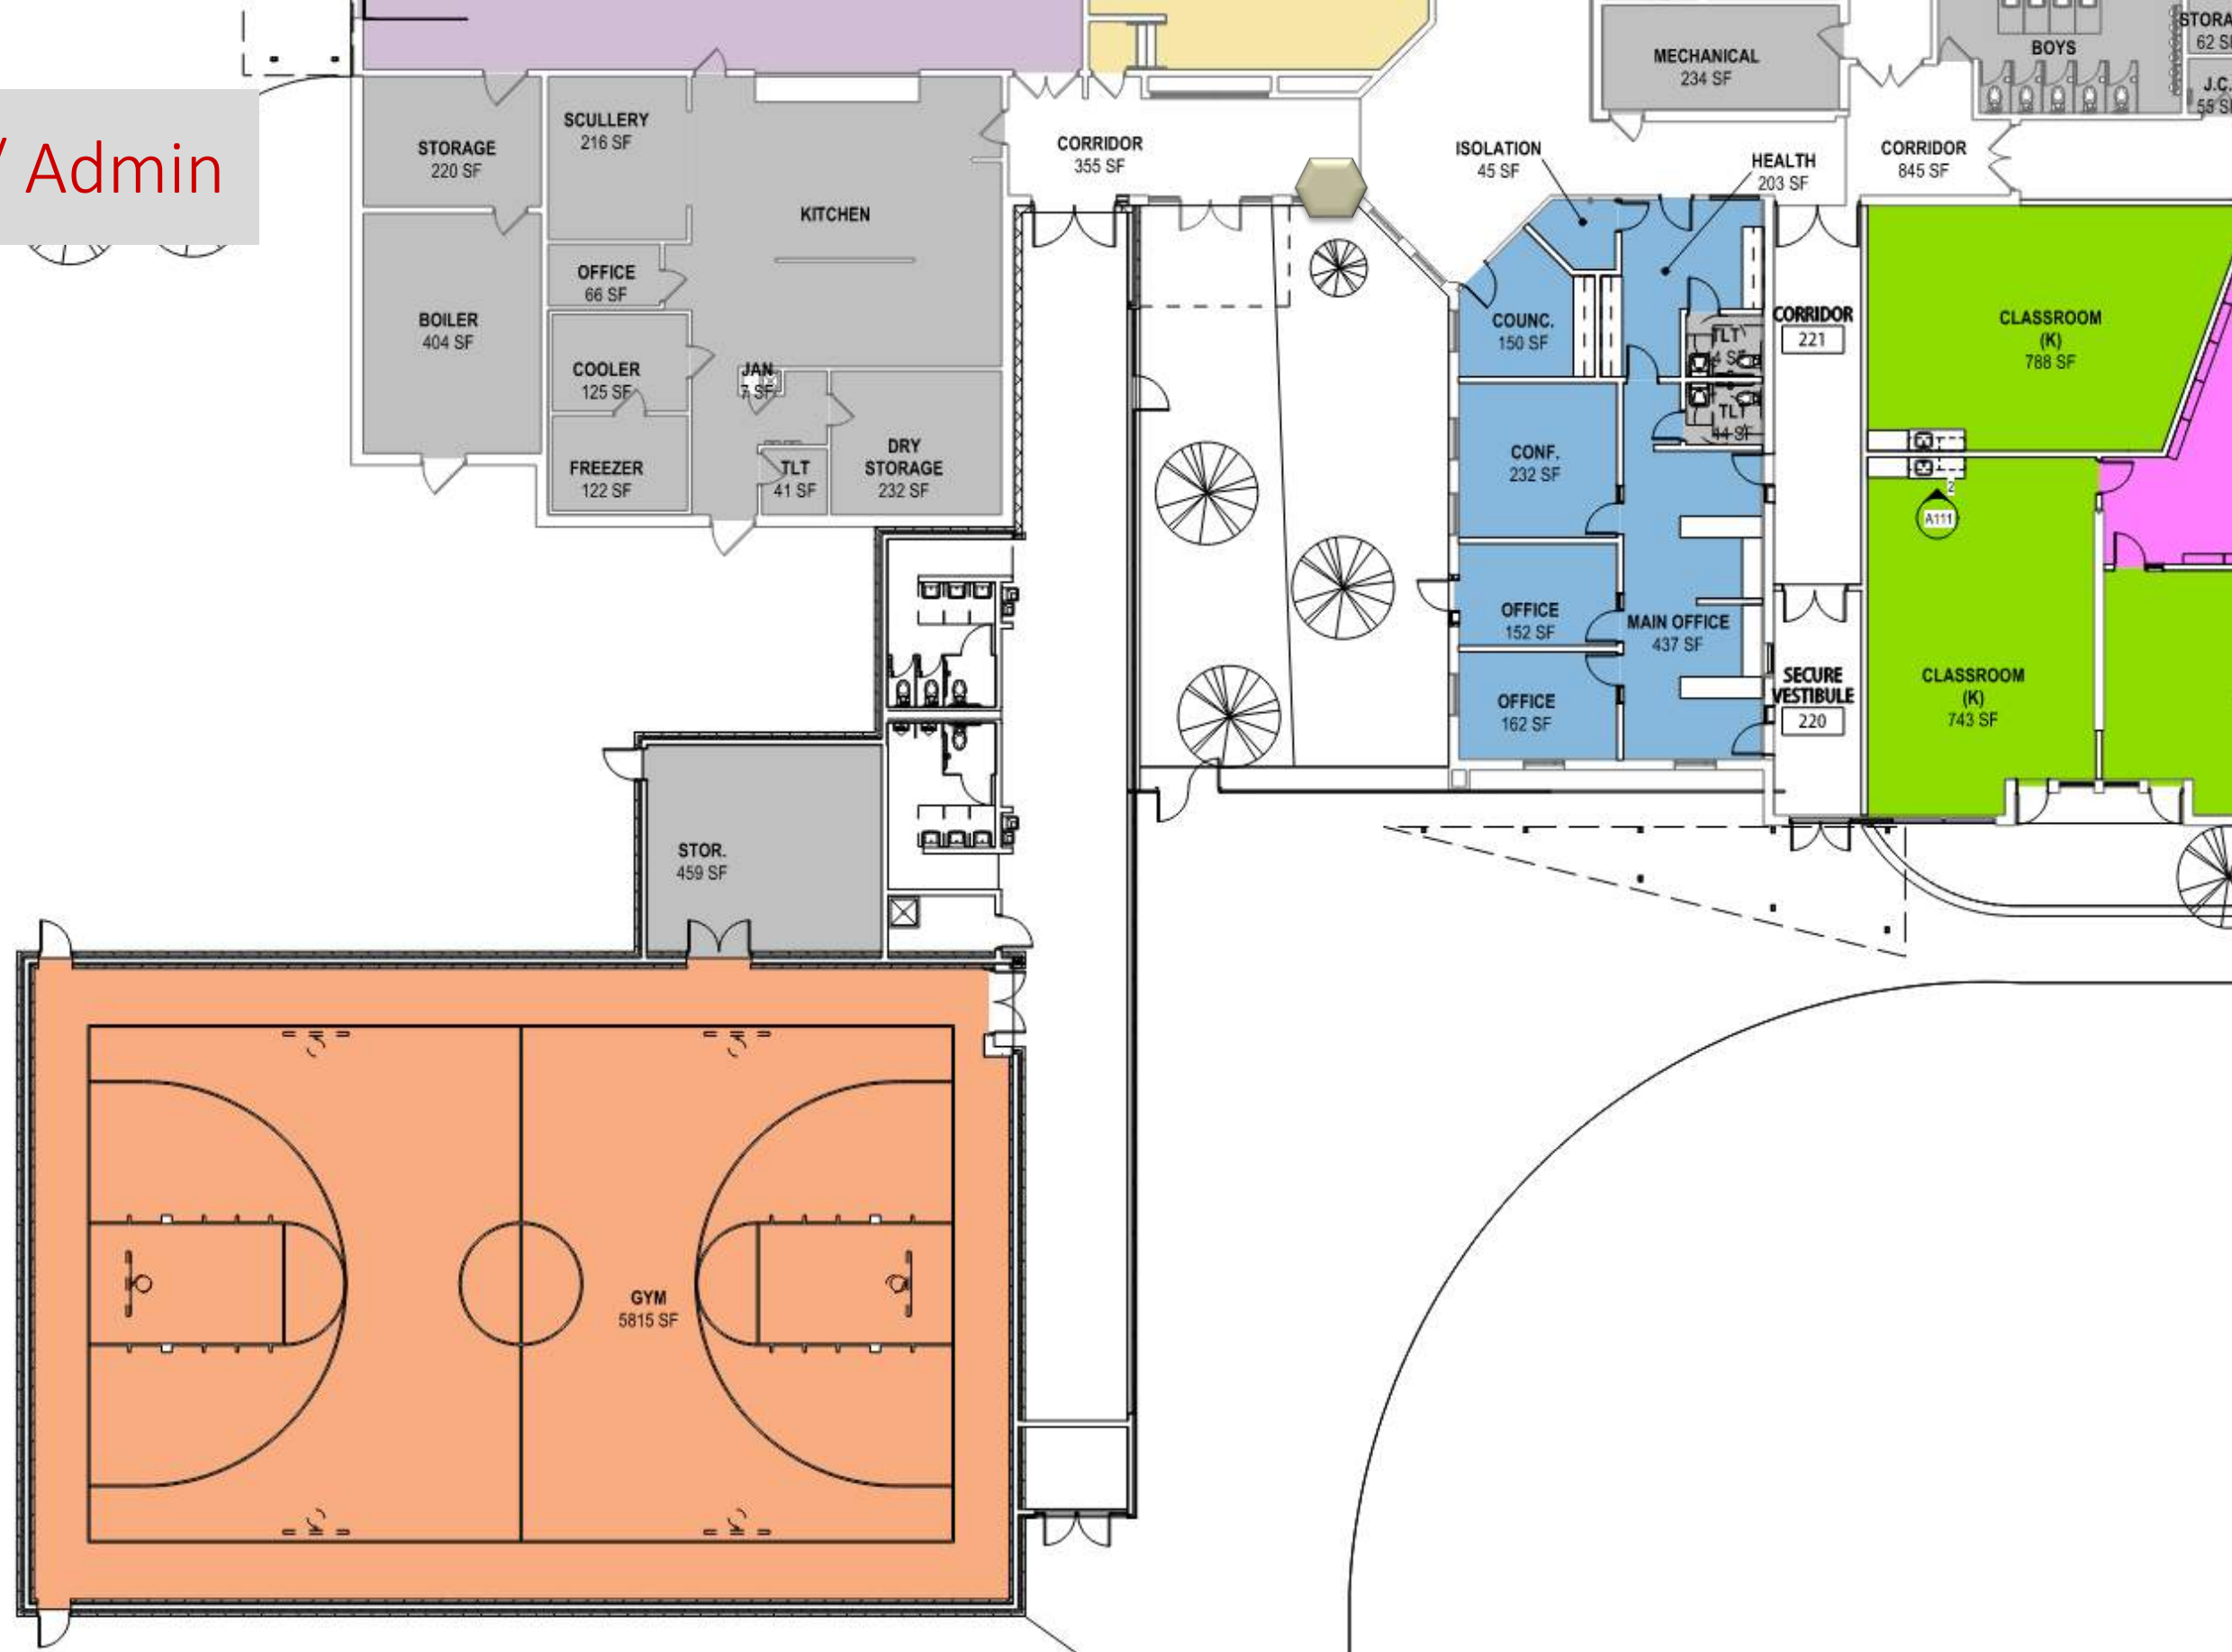 / Admin
MECHANICAL
234 SF
BOYS
62
J.C.
STORAGE
220 SF
SCULLERY
216 SF
CORRIDOR
355 SF
ISOLATION
45 SF
HEALTH
203 SF
CORRIDOR
845 SF
KITCHEN
OFFICE
66 SF
BOILER
404 SF
COOLER
125 SF
JAN
7 SF
FREEZER
122 SF
TLT
41 SF
DRY
STORAGE
232 SF
COUNC.
150 SF
TLT
CORRIDOR
221
CLASSROOM
(K)
788 SF
TLT
44 SF
CONF.
232 SF
2
A111
OFFICE
152 SF
MAIN OFFICE
437 SF
OFFICE
162 SF
SECURE
VESTIBULE
220
CLASSROOM
(K)
743 SF
STOR.
459 SF
GYM
5815 SF